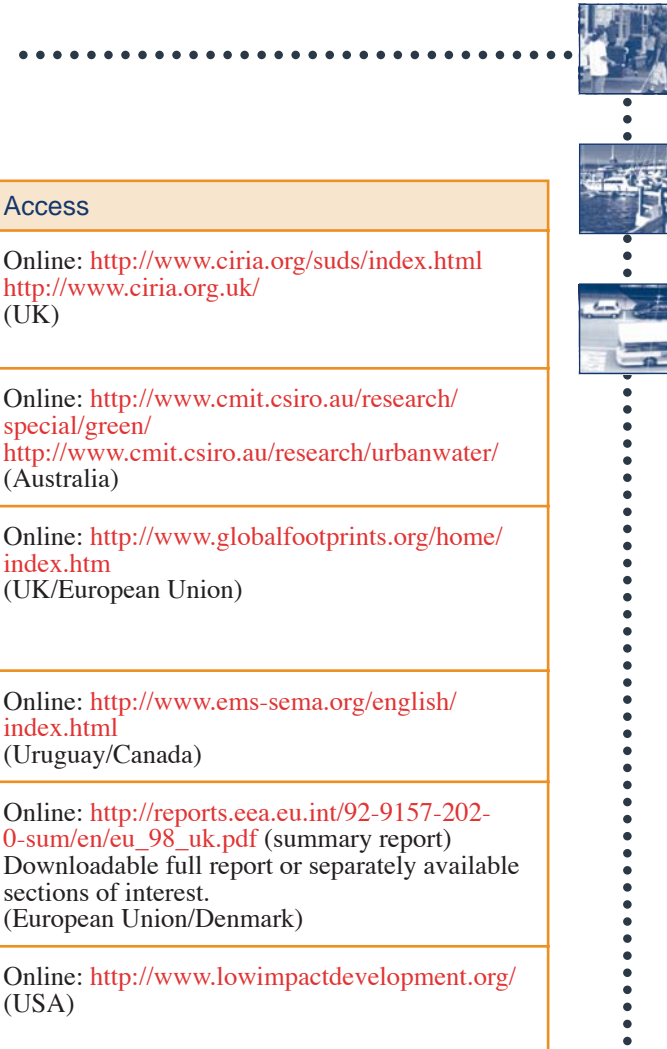 Access
Online: http://www.ciria.org/suds/index.html
http://www.ciria.org.uk/
(UK)
Online: http://www.cmit.csiro.au/research/
special/green/
http://www.cmit.csiro.au/research/urbanwater/
(Australia)
Online: http://www.globalfootprints.org/home/
index.htm
(UK/European Union)
Online: http://www.ems-sema.org/english/
index.html
(Uruguay/Canada)
Online: http://reports.eea.eu.int/92-9157-202-
0-sum/en/eu_98_uk.pdf (summary report)
Downloadable full report or separately available
sections of interest.
(European Union/Denmark)
Online: http://www.lowimpactdevelopment.org/
(USA)